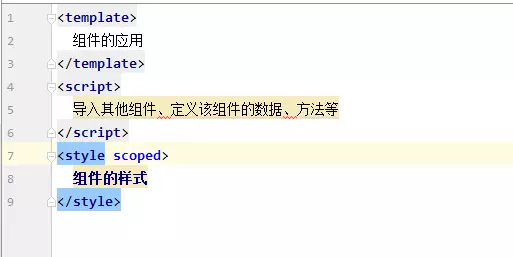 1 <template>
2 组件的应用
3 </template>
4 <script>
5 导入其他组件、定义该组件的数据、方法等
6 </script>
7 <style scoped>
8 组件的样式
9 </style>